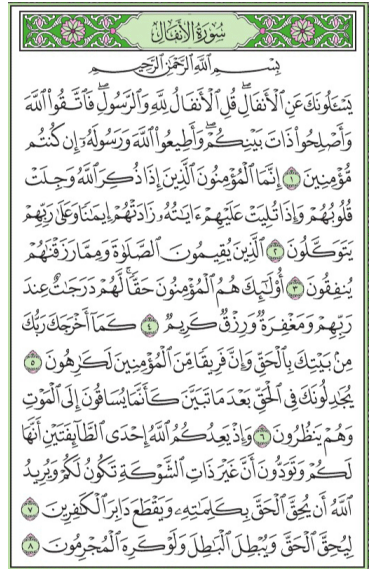 سُورَةُ الأَنفَالِ
بِسْمِ ٱللَّهِ ٱلرَّحْمَٰنِ ٱلرَّحِيمِ
يَسْـَٔلُونَكَ عَنِ ٱلْأَنفَالِۖ قُلِ ٱلْأَنفَالُ لِلَّهِ وَٱلرَّسُولِۖ فَٱتَّقُوا۟ ٱللَّهَ
وَأَصْلِحُوا۟ ذَاتَ بَيْنِكُمْۖ وَأَطِيعُوا۟ ٱللَّهَ وَرَسُولَهُۥٓ إِن كُنتُم
مُّؤْمِنِينَ ١ إِنَّمَا ٱلْمُؤْمِنُونَ ٱلَّذِينَ إِذَا ذُكِرَ ٱللَّهُ وَجِلَتْ
قُلُوبُهُمْ وَإِذَا تُلِيَتْ عَلَيْهِمْ ءَايَـٰتُهُۥ زَادَتْهُمْ إِيمَـٰنًا وَعَلَىٰ رَبِّهِمْ
يَتَوَكَّلُونَ ٢ ٱلَّذِينَ يُقِيمُونَ ٱلصَّلَوٰةَ وَمِمَّا رَزَقْنَـٰهُمْ
يُنفِقُونَ ٣ أُو۟لَـٰٓئِكَ هُمُ ٱلْمُؤْمِنُونَ حَقًّاۚ لَّهُمْ دَرَجَـٰتٌ عِندَ
رَبِّهِمْ وَمَغْفِرَةٌ وَرِزْقٌ كَرِيمٌ ٤ كَمَآ أَخْرَجَكَ رَبُّكَ
مِنۢ بَيْتِكَ بِٱلْحَقِّ وَإِنَّ فَرِيقًا مِّنَ ٱلْمُؤْمِنِينَ لَكَـٰرِهُونَ ٥
يُجَـٰدِلُونَكَ فِى ٱلْحَقِّ بَعْدَ مَا تَبَيَّنَ كَأَنَّمَا يُسَاقُونَ إِلَى ٱلْمَوْتِ
وَهُمْ يَنظُرُونَ ٦ وَإِذْ يَعِدُكُمُ ٱللَّهُ إِحْدَى ٱلطَّآئِفَتَيْنِ أَنَّهَا
لَكُمْ وَتَوَدُّونَ أَنَّ غَيْرَ ذَاتِ ٱلشَّوْكَةِ تَكُونُ لَكُمْ وَيُرِيدُ
ٱللَّهُ أَن يُحِقَّ ٱلْحَقَّ بِكَلِمَـٰتِهِۦ وَيَقْطَعَ دَابِرَ ٱلْكَـٰفِرِينَ ٧
لِيُحِقَّ ٱلْحَقَّ وَيُبْطِلَ ٱلْبَـٰطِلَ وَلَوْ كَرِهَ ٱلْمُجْرِمُونَ ٨